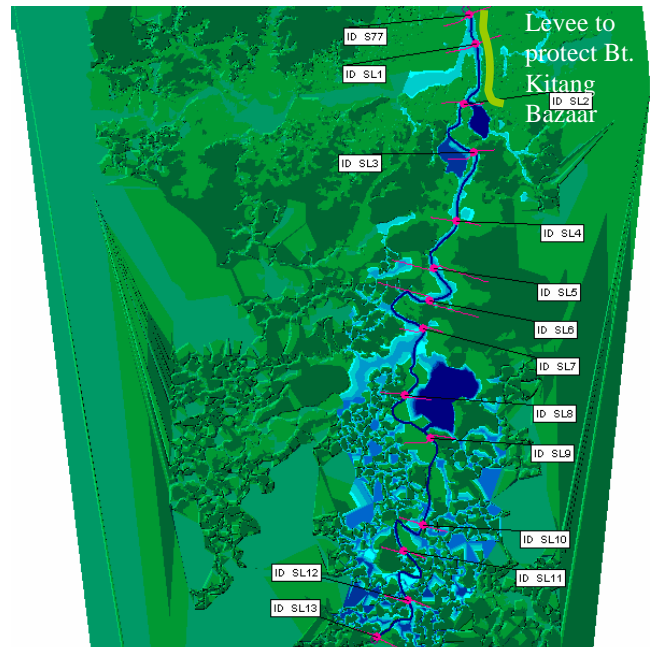 Levee to
protect Bt.
Kitang
Bazaar
ID S77
ID SL1
ID SL2
ID SL3
ID SL4
ID SL5
ID SL6
ID SL7
ID SL8
ID SL9
ID SL10
ID SL11
ID SL12
ID SL13